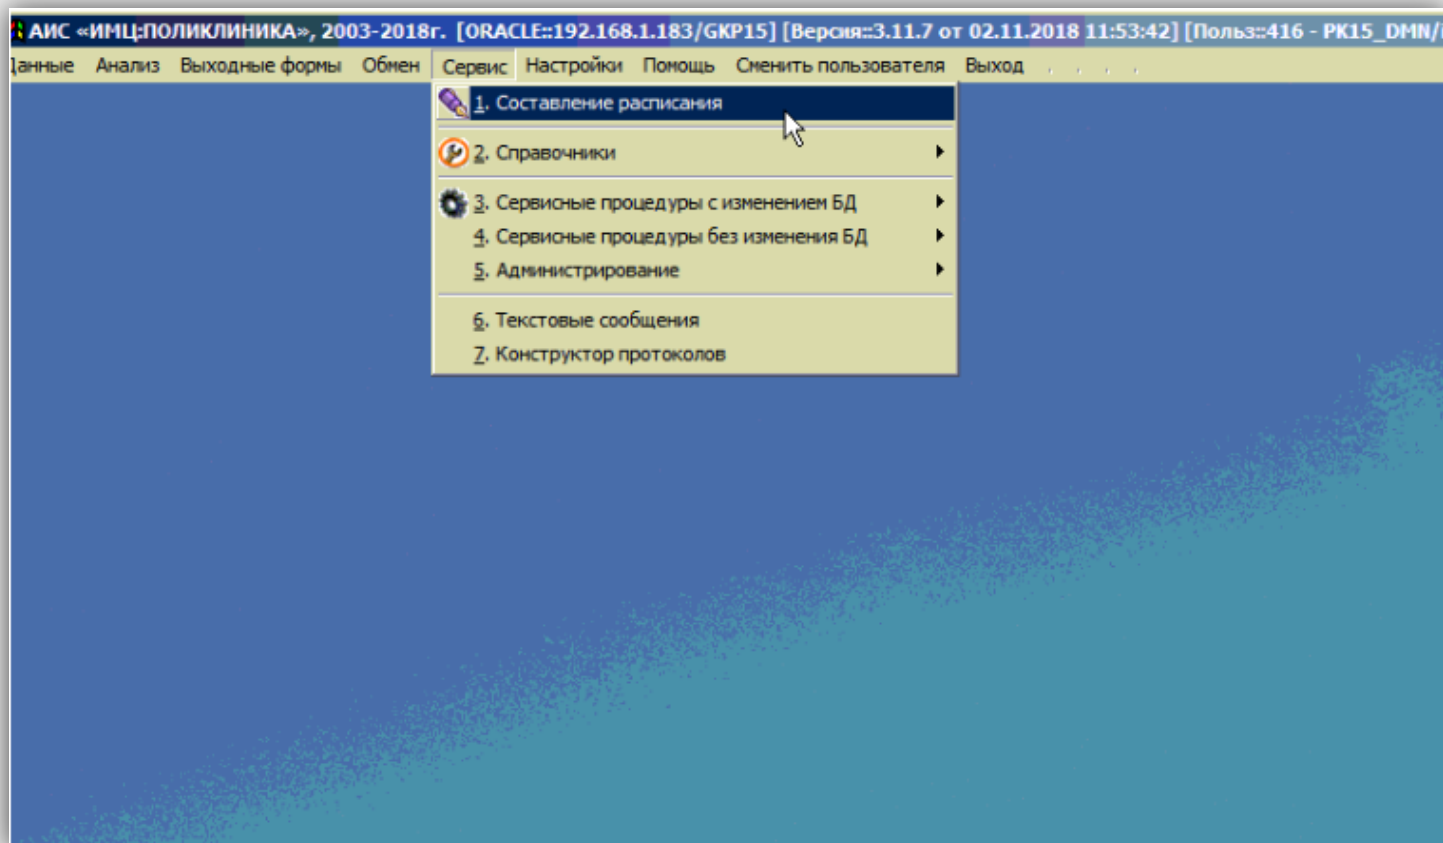 АИС «ИМЦ:ПОЛИКЛИНИКА», 2003-2018г. [ORACLE::192.168.1.183/GKP15] [Версия::3.11.7 от 02.11.2018 11:53:42] [Польз::416 - PK15_DMN/
Данные Анализ Выходные формы Обмен Сервис Настройки Помощь Сменить пользователя Выход , , , ,
1. Составление расписания
2. Справочники
3. Сервисные процедуры с изменением БД
4. Сервисные процедуры без изменения БД
5. Администрирование
6. Текстовые сообщения
7. Конструктор протоколов